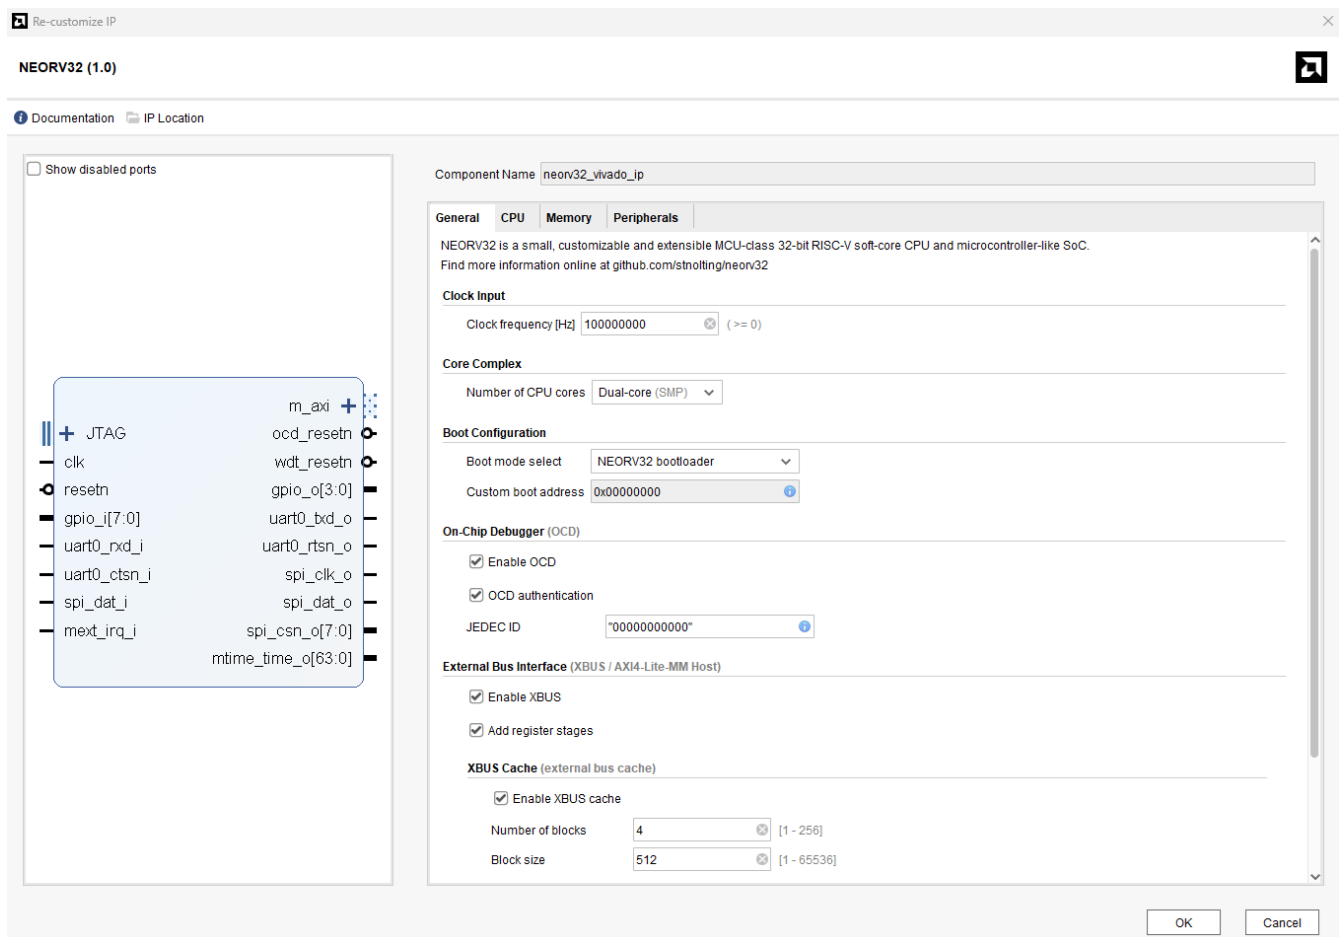 Re-customize IP
NEORV32 (1.0)
Documentation IP Location
Show disabled ports
m_axi
JTAG ocd_resetn
clk wdt_resetn
resetn gpio_o[3:0]
gpio_i[7:0] uart0_txd_o
uart0_rxd_i uart0_rtsn_o
uart0_ctsn_i spi_clk_o
spi_dat_i spi_dat_o
mext_irq_i spi_csn_o[7:0]
mtime_time_o[63:0]
Component Name neorv32_vivado_ip
General CPU Memory Peripherals
NEORV32 is a small, customizable and extensible MCU-class 32-bit RISC-V soft-core CPU and microcontroller-like SoC.
Find more information online at github.com/stnolting/neorv32
Clock Input
Clock frequency [Hz] 100000000 ( >= 0)
Core Complex
Number of CPU cores Dual-core (SMP)
Boot Configuration
Boot mode select NEORV32 bootloader
Custom boot address 0x00000000
On-Chip Debugger (OCD)
Enable OCD
OCD authentication
JEDEC ID "00000000000"
External Bus Interface (XBUS / AXI4-Lite-MM Host)
Enable XBUS
Add register stages
XBUS Cache (external bus cache)
Enable XBUS cache
Number of blocks 4 [1 - 256]
Block size 512 [1 - 65536]
OK Cancel